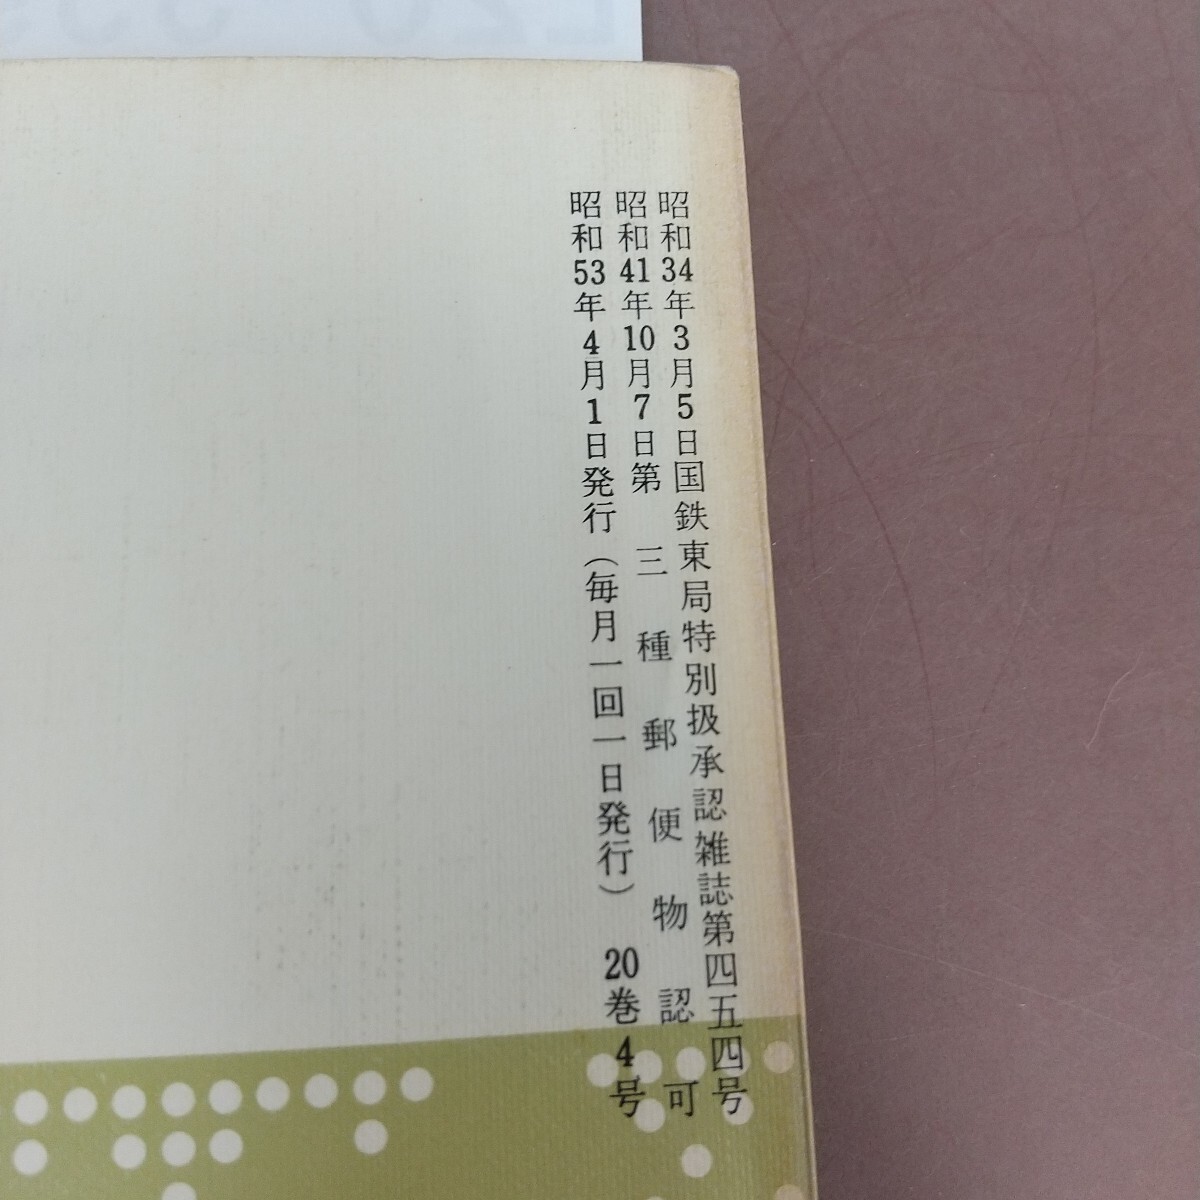 昭和34年3月5日国鉄東局特別扱承認雑誌第四五四号
昭和41年10月7日第三種郵便物認可
昭和53年4月1日発行(毎月一回一日発行) 20巻4号